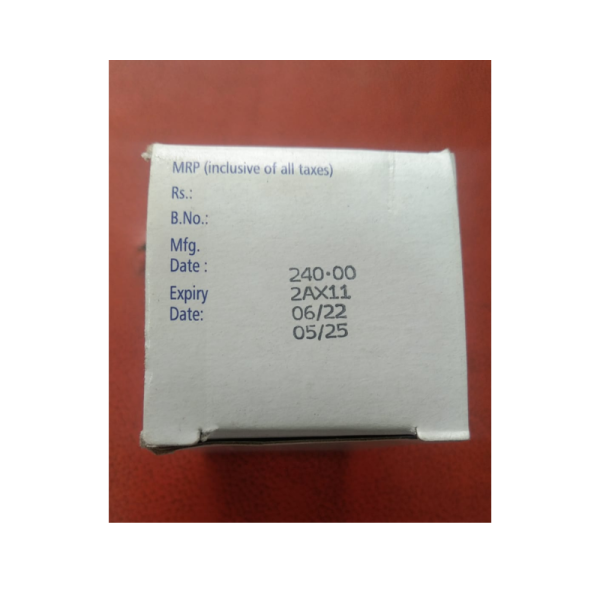 MRP (inclusive of all taxes)
Rs.:
B.No.:
Mfg.
Date :
Expiry
Date:
240.00
2AX11
06/22
05/25